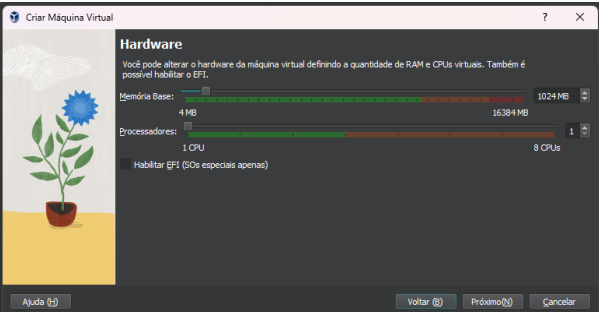 Criar Máquina Virtual
?
Hardware
Você pode alterar o hardware da máquina virtual definindo a quantidade de RAM e CPUs virtuais. Também é
possível habilitar o EFI.
Memória Base:
1024 MB
4 MB
16384 MB
Processadores:
1
1 CPU
8 CPUs
Habilitar EFI (SOs especiais apenas)
Ajuda (H)
Voltar (B)
Próximo(N)
Cancelar